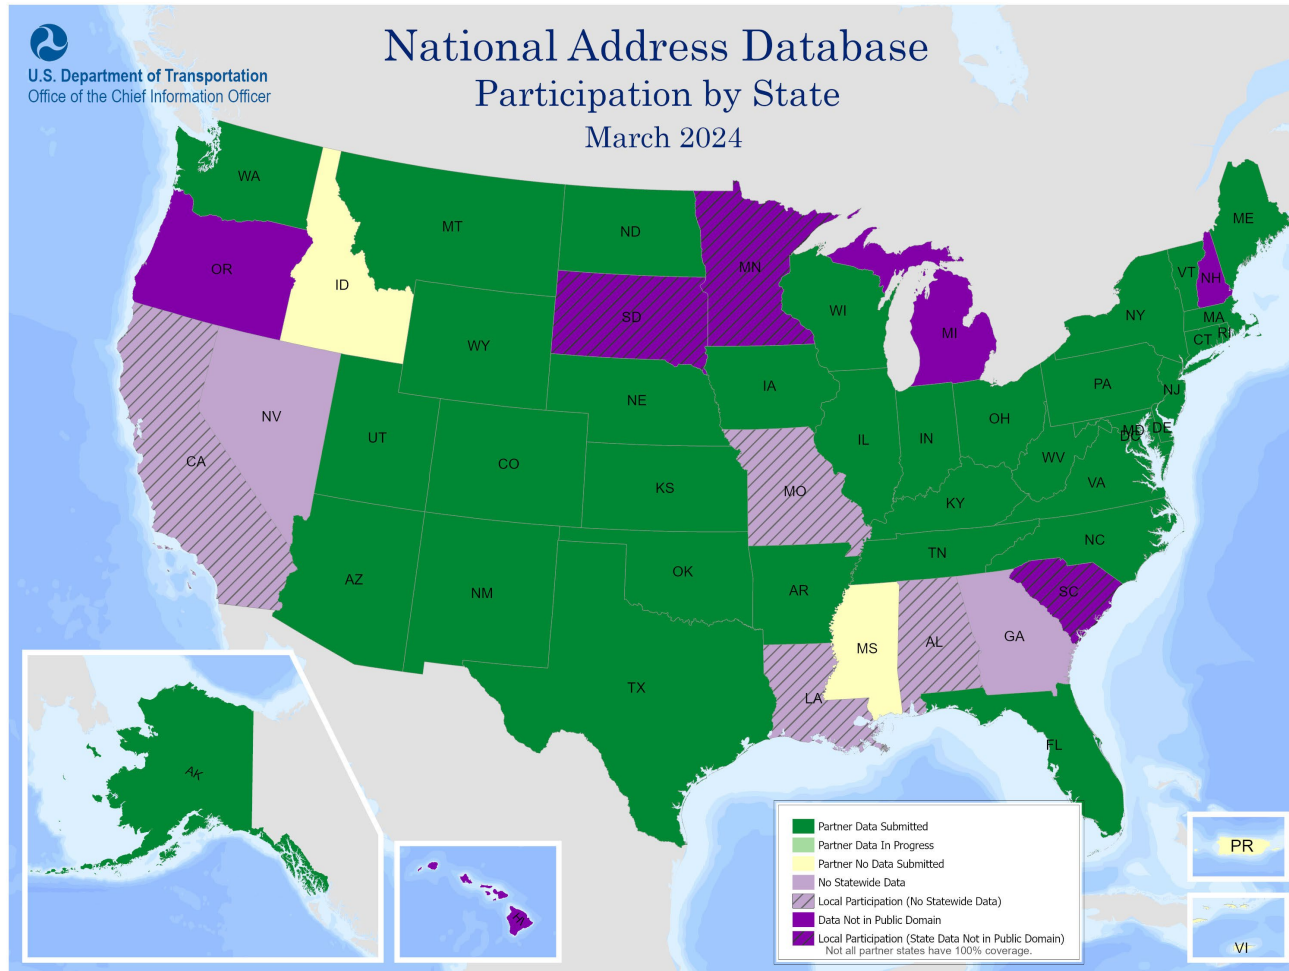 National Address Database
Participation by State
March 2024
U.S. Department of Transportation
Office of the Chief Information Officer
WA
MT
ND
MN
ME
OR
ID
SD
WI
MI
VT
NH
NY
MA
CT
RI
WY
IA
NE
PA
NJ
NV
UT
CO
IL
IN
OH
MD
DC
DE
CA
KS
MO
WV
VA
KY
AZ
NM
OK
AR
TN
NC
SC
TX
LA
MS
AL
GA
FL
AK
HI
PR
VI
Partner Data Submitted
Partner Data In Progress
Partner No Data Submitted
No Statewide Data
Local Participation (No Statewide Data)
Data Not in Public Domain
Local Participation (State Data Not in Public Domain)
Not all partner states have 100% coverage.